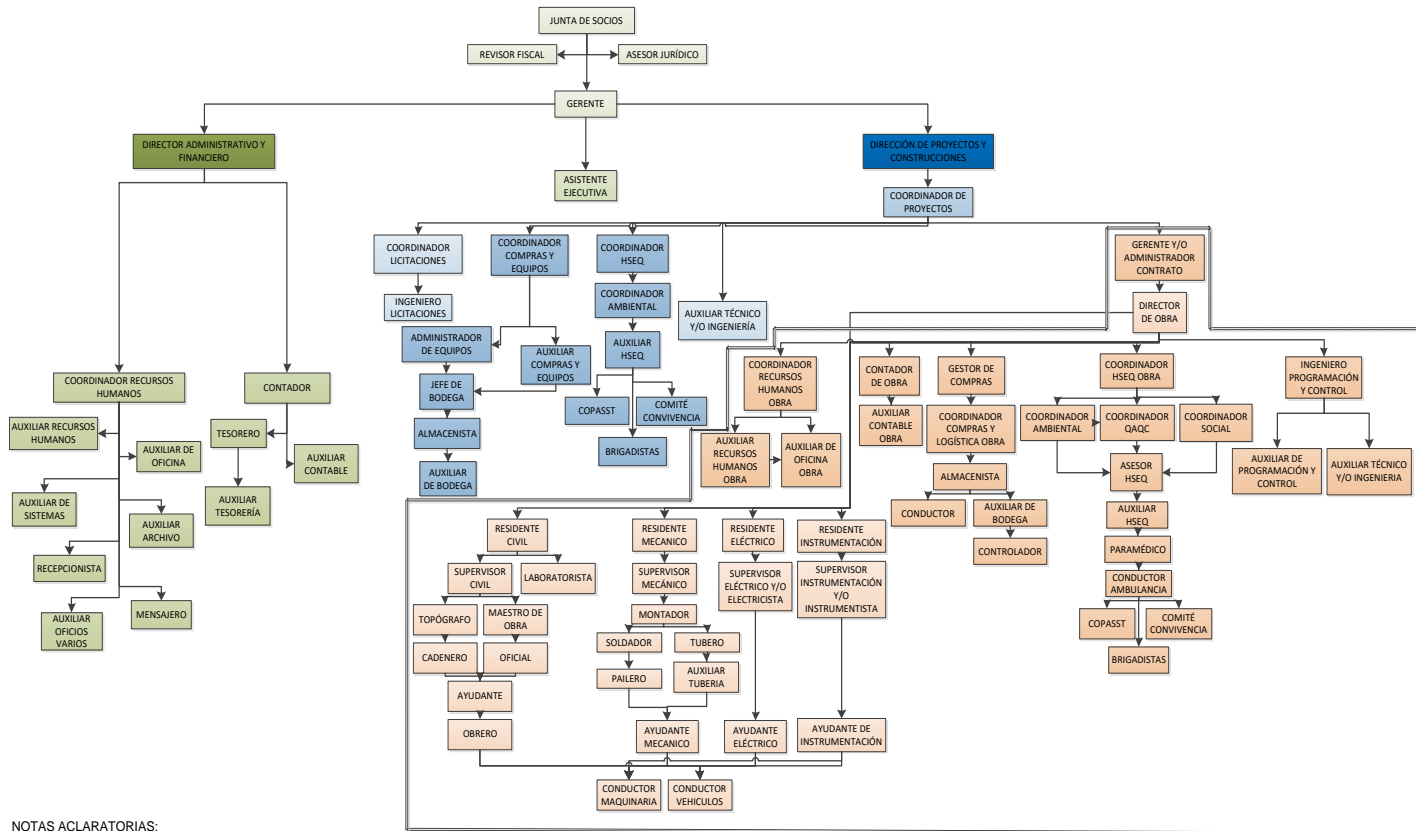 JUNTA DE SOCIOS
REVISOR FISCAL
ASESOR JURÍDICO
GERENTE
DIRECTOR ADMINISTRATIVO Y
FINANCIERO
DIRECCIÓN DE PROYECTOS Y
CONSTRUCCIONES
ASISTENTE
EJECUTIVA
COORDINADOR DE
PROYECTOS
COORDINADOR
LICITACIONES
COORDINADOR
COMPRAS Y
EQUIPOS
COORDINADOR
HSEQ
GERENTE Y/O
ADMINISTRADOR
CONTRATO
INGENIERO
LICITACIONES
COORDINADOR
AMBIENTAL
AUXILIAR TÉCNICO
Y/O INGENIERÍA
DIRECTOR
DE OBRA
ADMINISTRADOR
DE EQUIPOS
AUXILIAR
COMPRAS Y
EQUIPOS
AUXILIAR
HSEQ
COORDINADOR RECURSOS
HUMANOS
CONTADOR
JEFE DE
BODEGA
COPASST
COMITÉ
CONVIVENCIA
COORDINADOR
RECURSOS
HUMANOS
OBRA
CONTADOR
DE OBRA
GESTOR DE
COMPRAS
COORDINADOR
HSEQ OBRA
INGENIERO
PROGRAMACIÓN
Y CONTROL
AUXILIAR RECURSOS
HUMANOS
TESORERO
ALMACENISTA
BRIGADISTAS
AUXILIAR
CONTABLE
OBRA
COORDINADOR
COMPRAS Y
LOGÍSTICA OBRA
COORDINADOR
AMBIENTAL
COORDINADOR
QAQC
COORDINADOR
SOCIAL
AUXILIAR
DE OFICINA
AUXILIAR
CONTABLE
AUXILIAR
DE BODEGA
AUXILIAR
RECURSOS
HUMANOS
OBRA
AUXILIAR DE
OFICINA
OBRA
ALMACENISTA
ASESOR
HSEQ
AUXILIAR DE
PROGRAMACIÓN Y
CONTROL
AUXILIAR TÉCNICO
Y/O INGENIERIA
AUXILIAR DE
SISTEMAS
AUXILIAR
TESORERÍA
AUXILIAR
ARCHIVO
CONDUCTOR
AUXILIAR DE
BODEGA
AUXILIAR
HSEQ
RECEPCIONISTA
RESIDENTE
CIVIL
RESIDENTE
MECANICO
RESIDENTE
ELÉCTRICO
RESIDENTE
INSTRUMENTACIÓN
CONTROLADOR
PARAMÉDICO
SUPERVISOR
CIVIL
LABORATORISTA
SUPERVISOR
MECÁNICO
SUPERVISOR
ELÉCTRICO Y/O
ELECTRICISTA
SUPERVISOR
INSTRUMENTACIÓN
Y/O
INSTRUMENTISTA
CONDUCTOR
AMBULANCIA
AUXILIAR
OFICIOS
VARIOS
MENSAJERO
TOPÓGRAFO
MAESTRO DE
OBRA
MONTADOR
COPASST
COMITÉ
CONVIVENCIA
SOLDADOR
TUBERO
CADENERO
OFICIAL
BRIGADISTAS
PAILERO
AUXILIAR
TUBERIA
AYUDANTE
OBRERO
AYUDANTE
MECANICO
AYUDANTE
ELÉCTRICO
AYUDANTE DE
INSTRUMENTACIÓN
CONDUCTOR
MAQUINARIA
CONDUCTOR
VEHICULOS
NOTAS ACLARATORIAS: